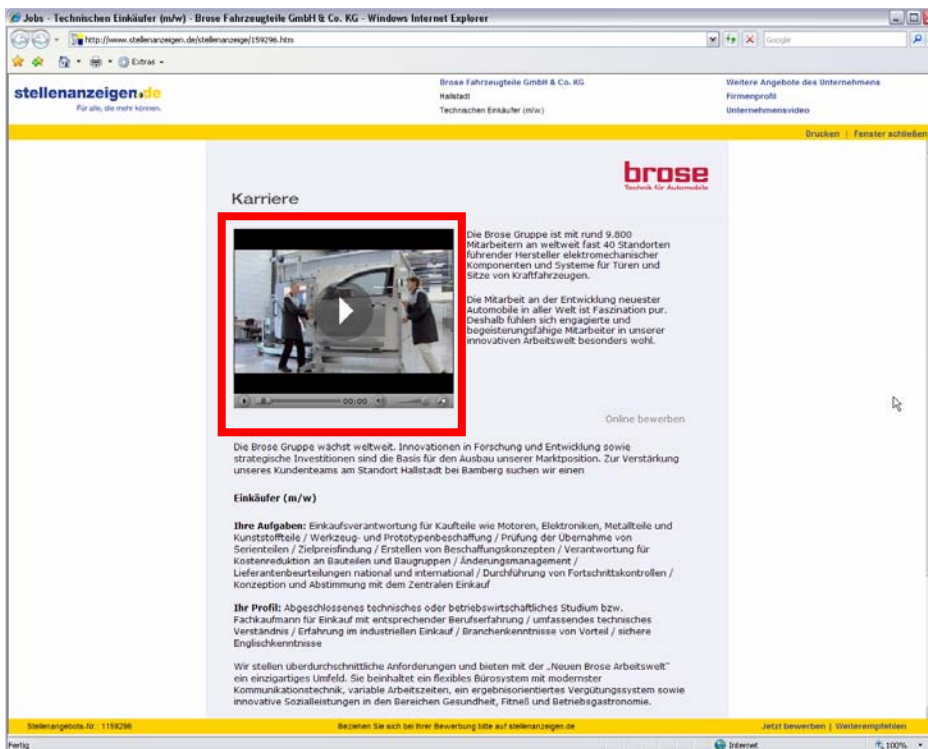 Jobs - Technischen Einkäufer (m/w) - Brose Fahrzeugteile GmbH & Co. KG - Windows Internet Explorer
http://www.stellenanzeigen.de/stellenanzeige/159296.htm
Google
Extras
Brose Fahrzeugteile GmbH & Co. KG
Hallstadt
Technischen Einkäufer (m/w)
Weitere Angebote des Unternehmens
Firmenprofil
Unternehmensvideo
stellenanzeigen.de
Für alle, die mehr können.
Drucken | Fenster schließen
brose
Technik für Automobile
Karriere
Die Brose Gruppe ist mit rund 9.800
Mitarbeitern an weltweit fast 40 Standorten
führender Hersteller elektromechanischer
Komponenten und Systeme für Türen und
Sitze von Kraftfahrzeugen.
Die Mitarbeit an der Entwicklung neuester
Automobile in aller Welt ist Faszination pur.
Deshalb fühlen sich engagierte und
begeisterungsfähige Mitarbeiter in unserer
innovativen Arbeitswelt besonders wohl.
00:00
Online bewerben
Die Brose Gruppe wächst weltweit. Innovationen in Forschung und Entwicklung sowie
strategische Investitionen sind die Basis für den Ausbau unserer Marktposition. Zur Verstärkung
unseres Kundenteams am Standort Hallstadt bei Bamberg suchen wir einen
Einkäufer (m/w)
Ihre Aufgaben: Einkaufsverantwortung für Kaufteile wie Motoren, Elektroniken, Metallteile und
Kunststoffteile / Werkzeug- und Prototypenbeschaffung / Prüfung der Übernahme von
Serienteilen / Zielpreisfindung / Erstellen von Beschaffungskonzepten / Verantwortung für
Kostenreduktion an Bauteilen und Baugruppen / Änderungsmanagement /
Lieferantenbeurteilungen national und international / Durchführung von Fortschrittskontrollen /
Konzeption und Abstimmung mit dem Zentralen Einkauf
Ihr Profil: Abgeschlossenes technisches oder betriebswirtschaftliches Studium bzw.
Fachkaufmann für Einkauf mit entsprechender Berufserfahrung / umfassendes technisches
Verständnis / Erfahrung im industriellen Einkauf / Branchenkenntnisse von Vorteil / sichere
Englischkenntnisse
Wir stellen überdurchschnittliche Anforderungen und bieten mit der „Neuen Brose Arbeitswelt"
ein einzigartiges Umfeld. Sie beinhaltet ein flexibles Bürosystem mit modernster
Kommunikationstechnik, variable Arbeitszeiten, ein ergebnisorientiertes Vergütungssystem sowie
innovative Sozialleistungen in den Bereichen Gesundheit, Fitneß und Betriebsgastronomie.
Stellenangebots-Nr.: 1159296
Beziehen Sie sich bei Ihrer Bewerbung bitte auf stellenanzeigen.de
Jetzt bewerben | Weiterempfehlen
Fertig
Internet
100%